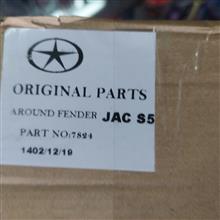 ORIGINAL PARTS
AROUND FENDER JAC S5
PART NO:7824
1402/12/19